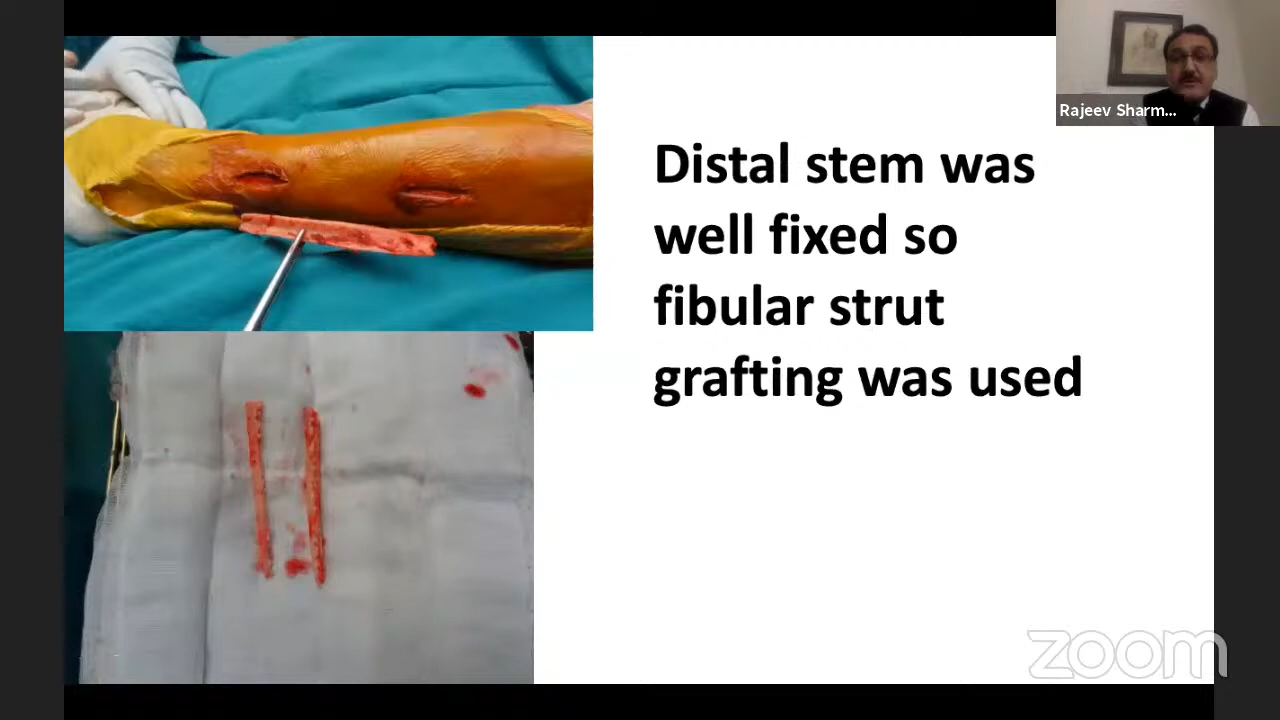 Rajeev Sharm...
Distal stem was
well fixed so
fibular strut
grafting was used
zoom